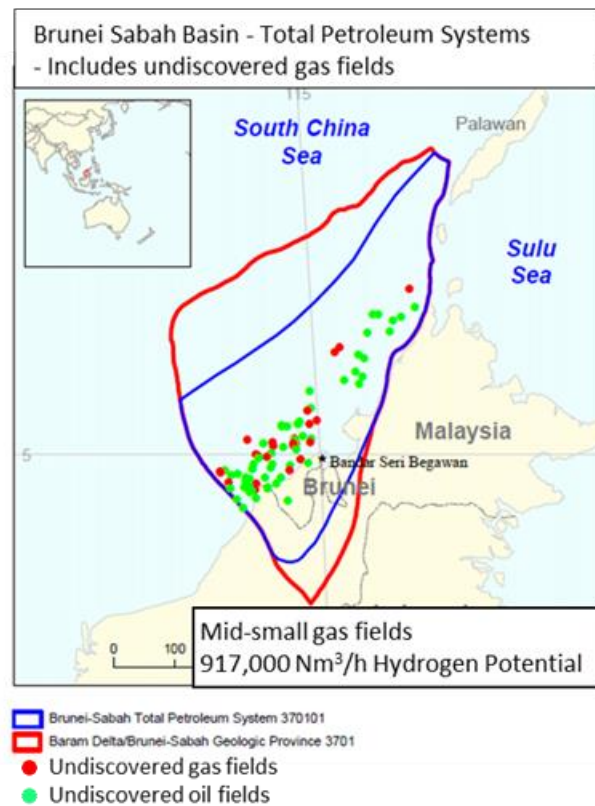 Brunei Sabah Basin - Total Petroleum Systems
- Includes undiscovered gas fields
115
South China
Sea
Palawan
Sulu
Sea
Malaysia
5
Bandar Seri Begawan
Brunei
Mid-small gas fields
917,000 Nm³/h Hydrogen Potential
0 100
Brunei-Sabah Total Petroleum System 370101
Baram Delta/Brunei-Sabah Geologic Province 3701
Undiscovered gas fields
Undiscovered oil fields